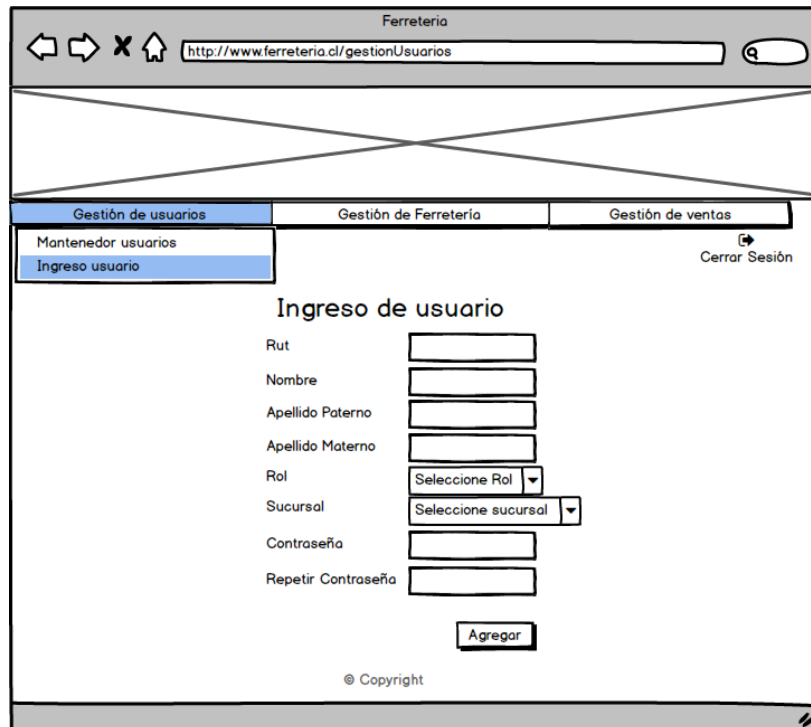 Ferreteria
http://www.ferreteria.cl/gestionUsuarios
Gestión de usuarios Gestión de Ferretería Gestión de ventas
Mantenedor usuarios
Ingreso usuario
Cerrar Sesión
Ingreso de usuario
Rut
Nombre
Apellido Paterno
Apellido Materno
Rol Seleccione Rol
Sucursal Seleccione sucursal
Contraseña
Repetir Contraseña
Agregar
© Copyright